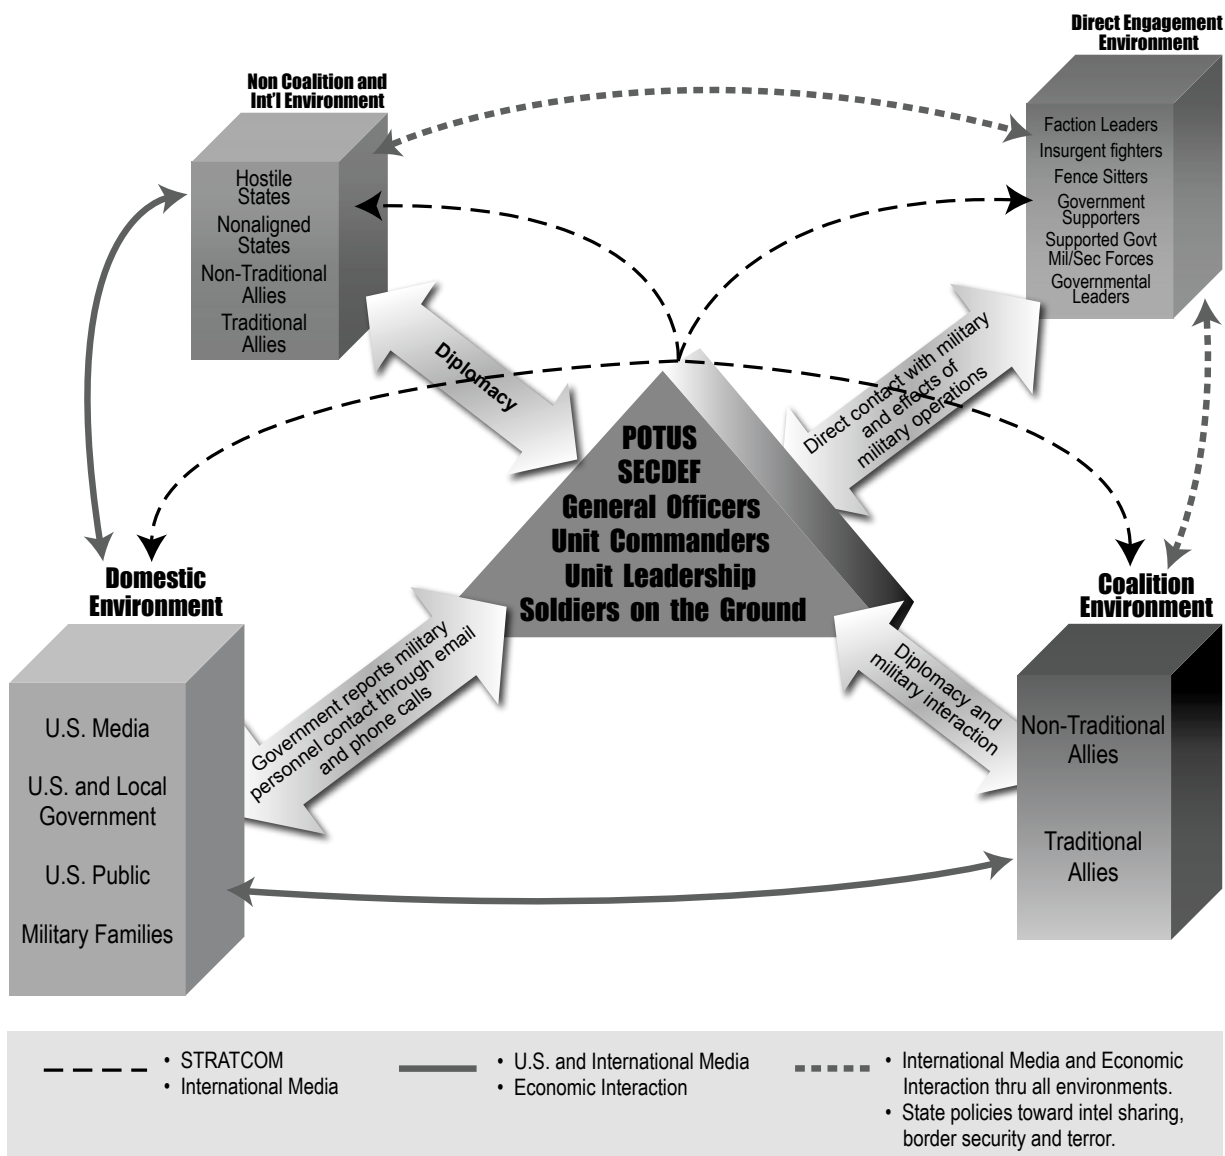 Direct Engagement
Environment
Faction Leaders
Insurgent fighters
Fence Sitters
Government
Supporters
Supported Govt
Mil/Sec Forces
Governmental
Leaders
Non Coalition and
Int'l Environment
Hostile
States
Nonaligned
States
Non-Traditional
Allies
Traditional
Allies
Diplomacy
Direct contact with military
and effects of
military operations
POTUS
SECDEF
General Officers
Unit Commanders
Unit Leadership
Soldiers on the Ground
Domestic
Environment
U.S. Media
U.S. and Local
Government
U.S. Public
Military Families
Government reports military
personnel contact through email
and phone calls
Diplomacy and
military interaction
Coalition
Environment
Non-Traditional
Allies
Traditional
Allies
• STRATCOM
• International Media
• U.S. and International Media
• Economic Interaction
• International Media and Economic
Interaction thru all environments.
• State policies toward intel sharing,
border security and terror.